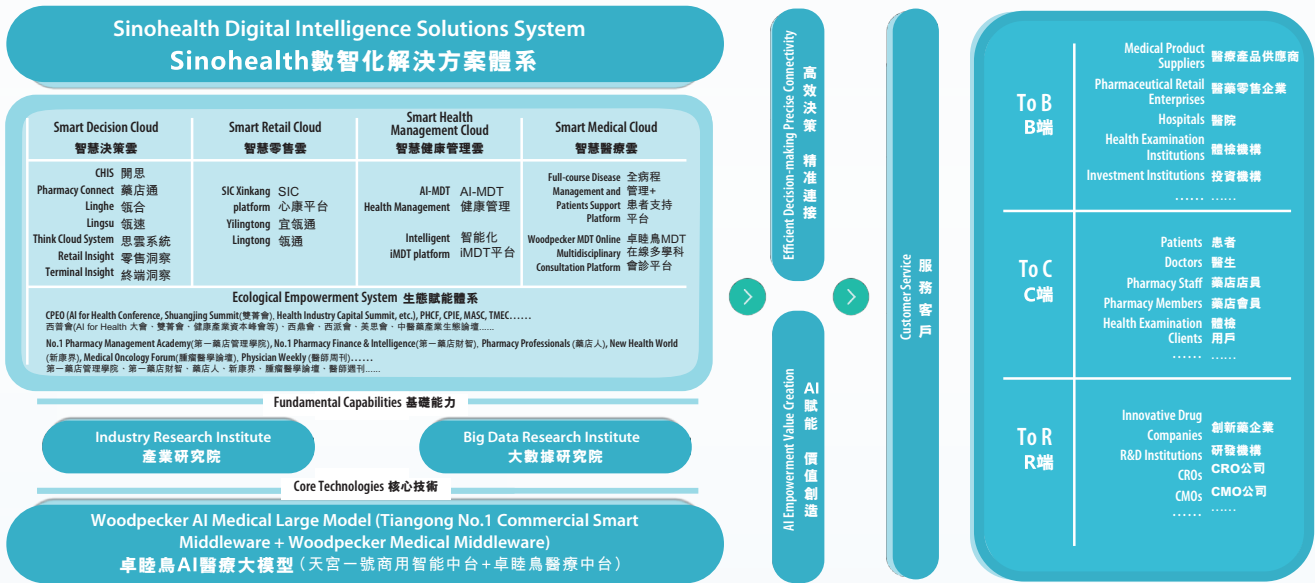 Sinohealth Digital Intelligence Solutions System
Sinohealth數智化解決方案體系
Smart Decision Cloud
智慧決策雲
CHIS 開思
Pharmacy Connect 藥店通
Linghe 瓴合
Lingsu 瓴速
Think Cloud System 思雲系統
Retail Insight 零售洞察
Terminal Insight 終端洞察
Smart Retail Cloud
智慧零售雲
SIC Xinkang SIC
platform 心康平台
Yilingtong 宜瓴通
Lingtong 瓴通
Smart Health
Management Cloud
智慧健康管理雲
AI-MDT AI-MDT
Health Management 健康管理
Intelligent 智能化
iMDT platform iMDT平台
Smart Medical Cloud
智慧醫療雲
Full-course Disease 全病程
Management and 管理+
Patients Support 患者支持
Platform 平台
Woodpecker MDT Online 卓睦鳥MDT
Multidisciplinary 在線多學科
Consultation Platform 會診平台
Ecological Empowerment System 生態賦能體系
CPEO (AI for Health Conference, Shuangjing Summit(雙菁會), Health Industry Capital Summit, etc.), PHCF, CPIE, MASC, TMEC……
西普會(AI for Health 大會、雙菁會、健康產業資本峰會等)、西鼎會、西派會、美思會、中醫藥產業生態論壇......
No.1 Pharmacy Management Academy(第一藥店管理學院), No.1 Pharmacy Finance & Intelligence(第一藥店財智), Pharmacy Professionals (藥店人), New Health World
(新康界), Medical Oncology Forum(腫瘤醫學論壇), Physician Weekly (醫師周刊)……
第一藥店管理學院、第一藥店財智、藥店人、新康界、腫瘤醫學論壇、醫師週刊......
Fundamental Capabilities 基礎能力
Industry Research Institute
產業研究院
Big Data Research Institute
大數據研究院
Core Technologies 核心技術
Woodpecker AI Medical Large Model (Tiangong No.1 Commercial Smart
Middleware + Woodpecker Medical Middleware)
卓睦鳥AI醫療大模型（天宮一號商用智能中台+卓睦鳥醫療中台）
Efficient Decision-making Precise Connectivity
高效決策 精准連接
AI Empowerment Value Creation
AI賦能 價值創造
Customer Service
服務客戶
To B
B端
Medical Product
Suppliers 醫療產品供應商
Pharmaceutical Retail
Enterprises 醫藥零售企業
Hospitals 醫院
Health Examination
Institutions 體檢機構
Investment Institutions 投資機構
...... ......
To C
C端
Patients 患者
Doctors 醫生
Pharmacy Staff 藥店店員
Pharmacy Members 藥店會員
Health Examination 體檢
Clients 用戶
...... ......
To R
R端
Innovative Drug
Companies 創新藥企業
R&D Institutions 研發機構
CROs CRO公司
CMOs CMO公司
...... ......